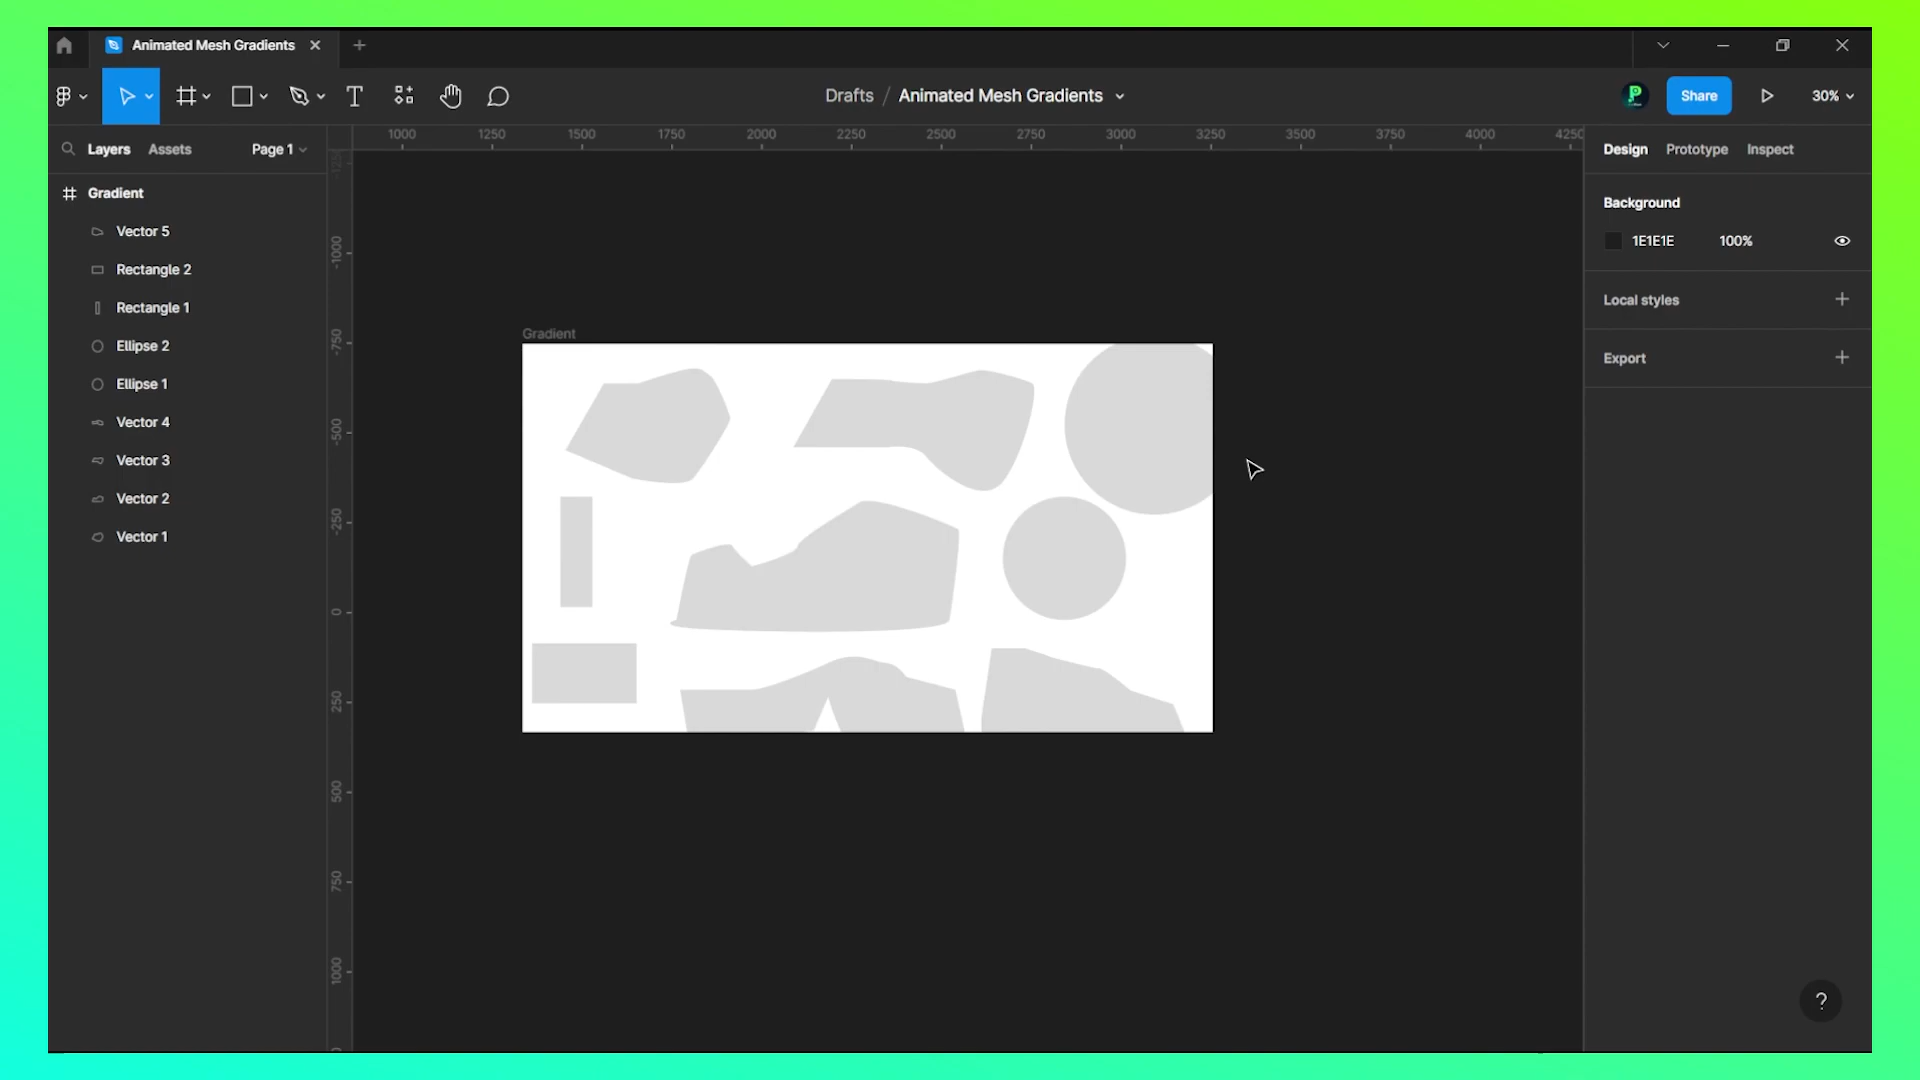 Animated Mesh Gradients
Drafts / Animated Mesh Gradients
Share
30%
Layers Assets Page 1
1000 1250 1500 1750 2000 2250 2500 2750 3000 3250 3500 3750 4000 4250
Design Prototype Inspect
Gradient
Vector 5
Rectangle 2
Rectangle 1
Ellipse 2
Ellipse 1
Vector 4
Vector 3
Vector 2
Vector 1
-1250
-1000
-750
-500
-250
0
250
500
750
1000
Gradient
Background
1E1E1E 100%
Local styles
Export
?